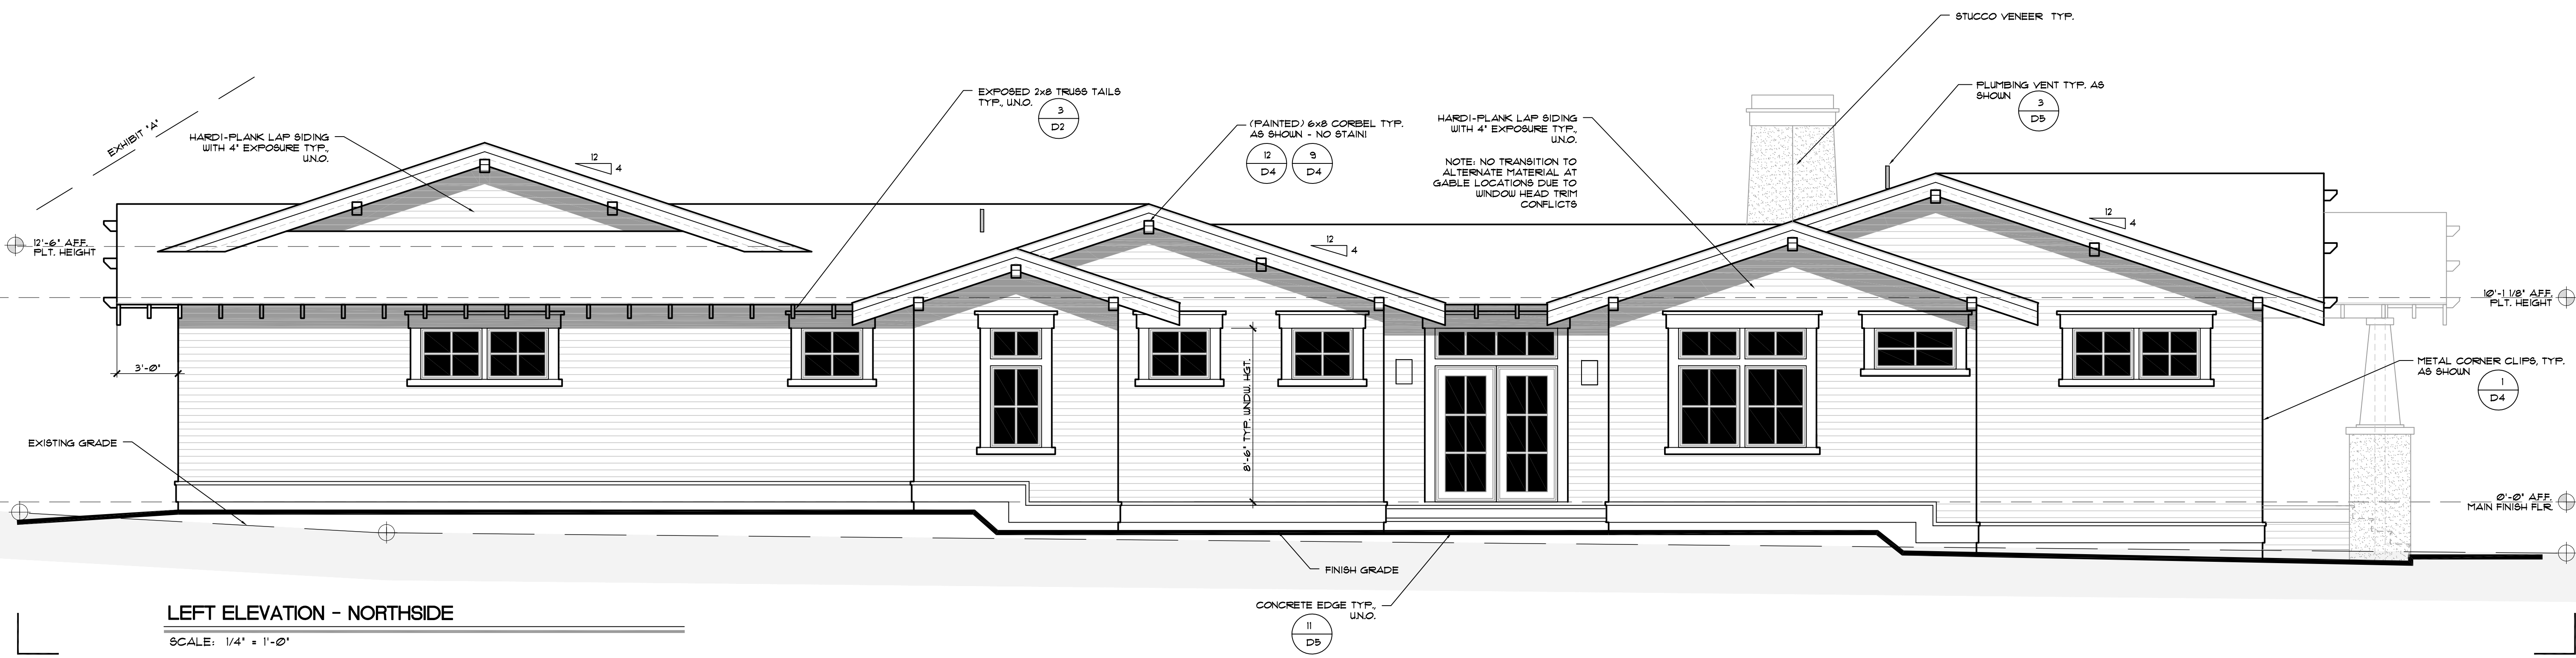 STUCCO VENEER TYP.
PLUMBING VENT TYP. AS
SHOWN
3
D5
EXPOSED 2x8 TRUSS TAILS
TYP., U.N.O.
3
D2
(PAINTED) 6x8 CORBEL TYP.
AS SHOWN - NO STAIN!
12
D4
9
D4
HARDI-PLANK LAP SIDING
WITH 4" EXPOSURE TYP.,
U.N.O.
NOTE: NO TRANSITION TO
ALTERNATE MATERIAL AT
GABLE LOCATIONS DUE TO
WINDOW HEAD TRIM
CONFLICTS
EXHIBIT "A"
HARDI-PLANK LAP SIDING
WITH 4" EXPOSURE TYP.,
U.N.O.
12
4
12
4
12
4
12'-6" A.F.F.
PLT. HEIGHT
10'-1 1/8" A.F.F.
PLT. HEIGHT
3'-0"
8'-6" TYP. WNDW. HGT.
METAL CORNER CLIPS, TYP.
AS SHOWN
1
D4
EXISTING GRADE
0'-0" A.F.F.
MAIN FINISH FLR.
FINISH GRADE
CONCRETE EDGE TYP.,
U.N.O.
11
D5
LEFT ELEVATION - NORTHSIDE
SCALE: 1/4" = 1'-0"